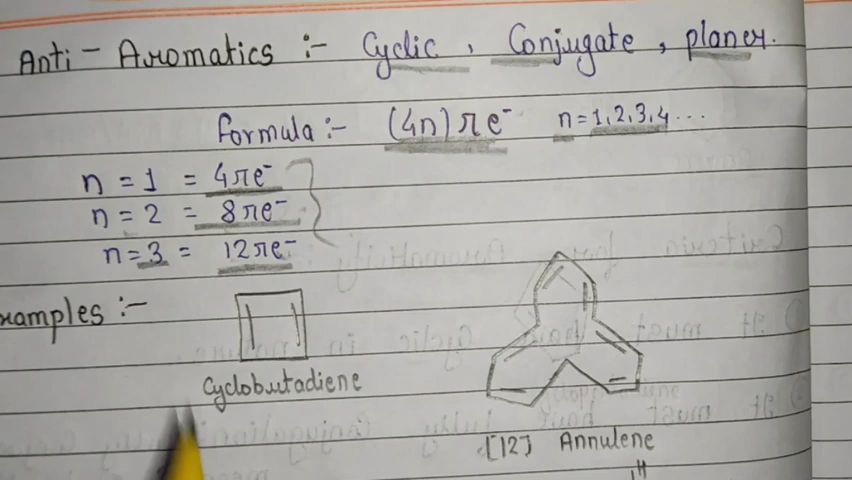 Anti - Aromatics :- Cyclic, Conjugate, planer.
formula :- (4n) πe⁻ n = 1,2,3,4...
n = 1 = 4πe⁻
n = 2 = 8πe⁻
n = 3 = 12πe⁻
xamples :-
Cyclobutadiene
[12] Annulene
H